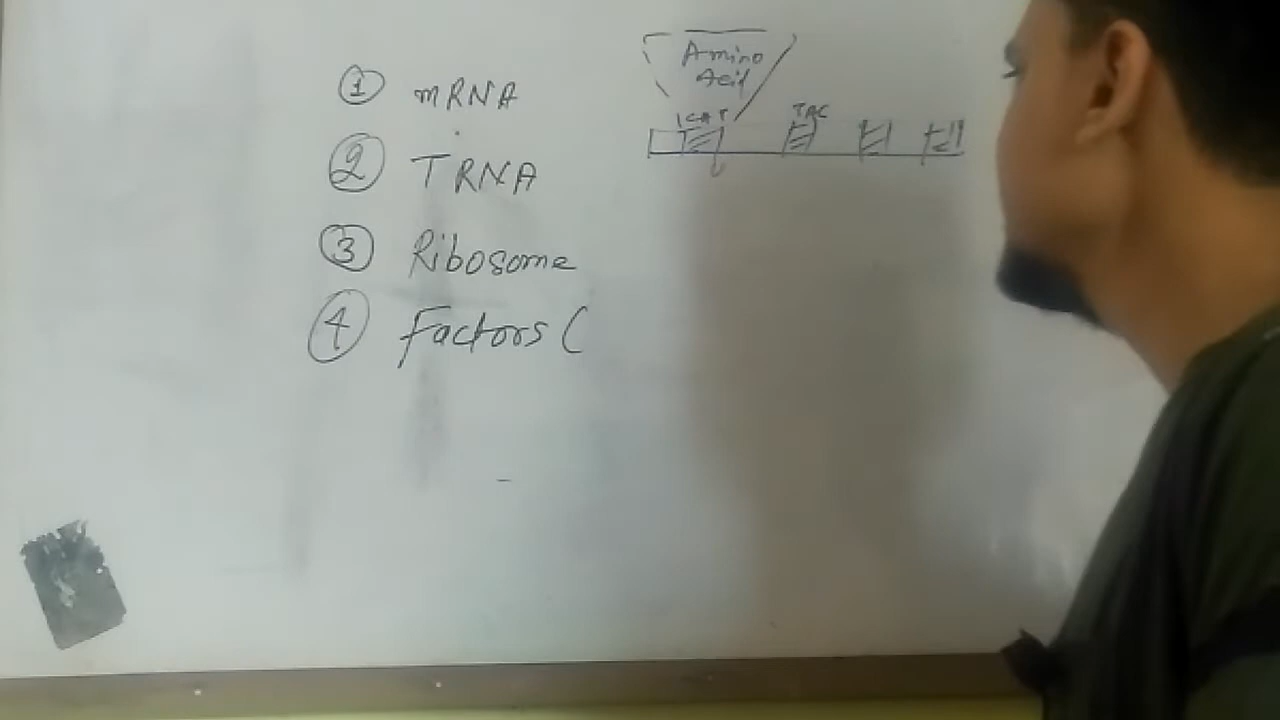 ① mRNA
② TRNA
③ Ribosome
④ Factors (
Amino
Acid
TAC